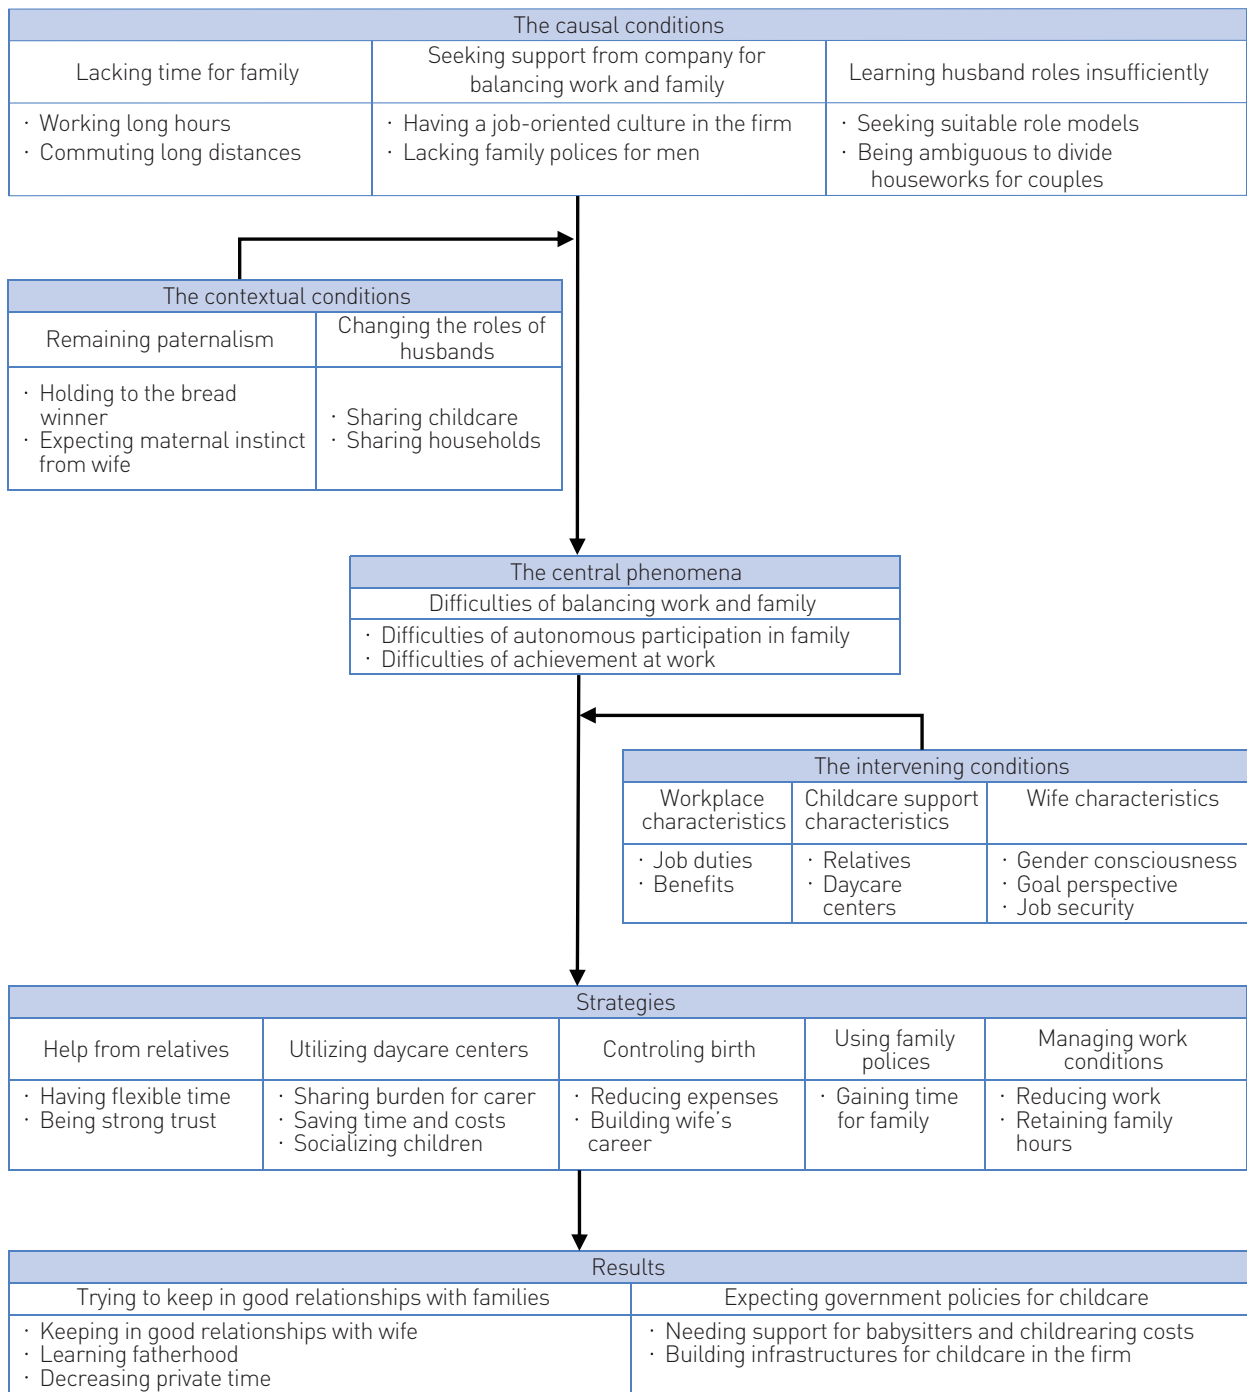 The causal conditions
Lacking time for family
Seeking support from company for
balancing work and family
Learning husband roles insufficiently
· Working long hours
· Commuting long distances
· Having a job-oriented culture in the firm
· Lacking family polices for men
· Seeking suitable role models
· Being ambiguous to divide
houseworks for couples
The contextual conditions
Remaining paternalism
Changing the roles of
husbands
· Holding to the bread
winner
· Expecting maternal instinct
from wife
· Sharing childcare
· Sharing households
The central phenomena
Difficulties of balancing work and family
· Difficulties of autonomous participation in family
· Difficulties of achievement at work
The intervening conditions
Workplace
characteristics
Childcare support
characteristics
Wife characteristics
· Job duties
· Benefits
· Relatives
· Daycare
centers
· Gender consciousness
· Goal perspective
· Job security
Strategies
Help from relatives
Utilizing daycare centers
Controling birth
Using family
polices
Managing work
conditions
· Having flexible time
· Being strong trust
· Sharing burden for carer
· Saving time and costs
· Socializing children
· Reducing expenses
· Building wife's
career
· Gaining time
for family
· Reducing work
· Retaining family
hours
Results
Trying to keep in good relationships with families
Expecting government policies for childcare
· Keeping in good relationships with wife
· Learning fatherhood
· Decreasing private time
· Needing support for babysitters and childrearing costs
· Building infrastructures for childcare in the firm